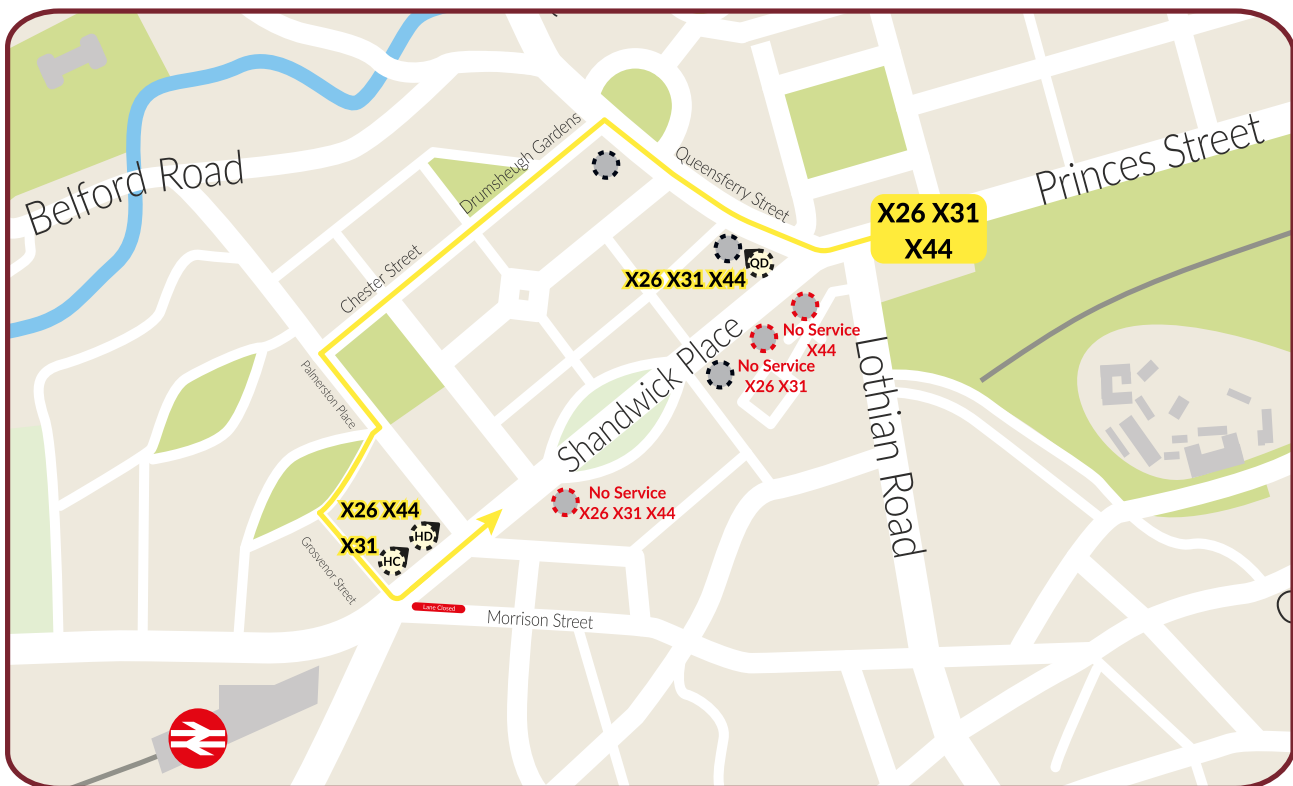 Belford Road
Drumsheugh Gardens
Queensferry Street
Princes Street
X26 X31
X44
QD
X26 X31 X44
Chester Street
No Service
X44
No Service
X26 X31
Shandwick Place
Lothian Road
Palmerston Place
No Service
X26 X31 X44
X26 X44
HD
X31
HC
Grosvenor Street
Lane Closed
Morrison Street